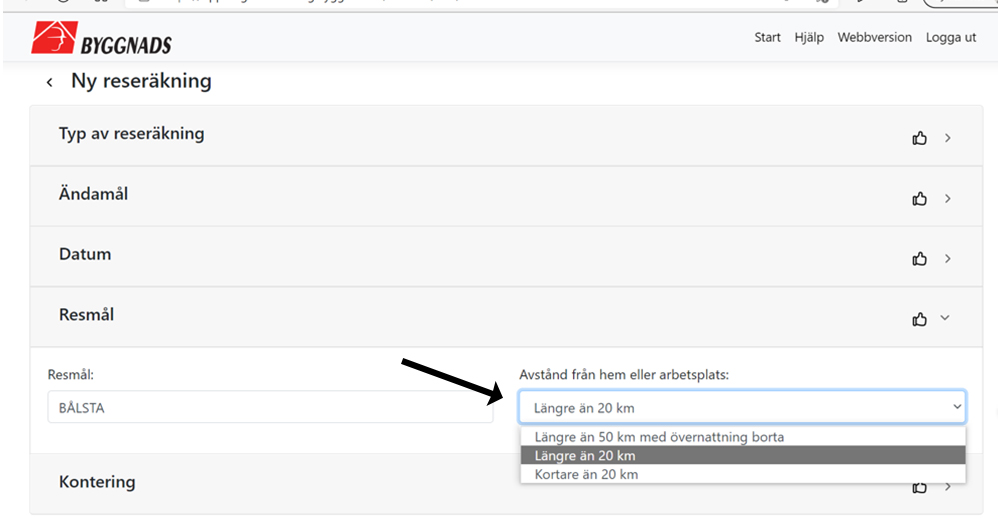 BYGGNADS
Start Hjälp Webbversion Logga ut
Ny reseräkning
Typ av reseräkning
Ändamål
Datum
Resmål
Resmål:
BÅLSTA
Avstånd från hem eller arbetsplats:
Längre än 20 km
Längre än 50 km med övernattning borta
Längre än 20 km
Kortare än 20 km
Kontering